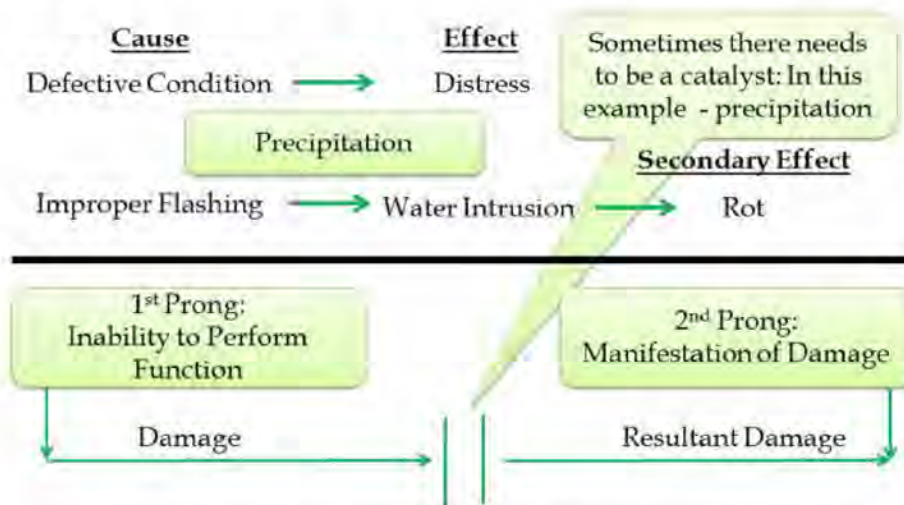 Cause
Effect
Sometimes there needs
to be a catalyst: In this
example - precipitation
Defective Condition
Distress
Precipitation
Secondary Effect
Improper Flashing
Water Intrusion
Rot
1st Prong:
Inability to Perform
Function
2nd Prong:
Manifestation of Damage
Damage
Resultant Damage